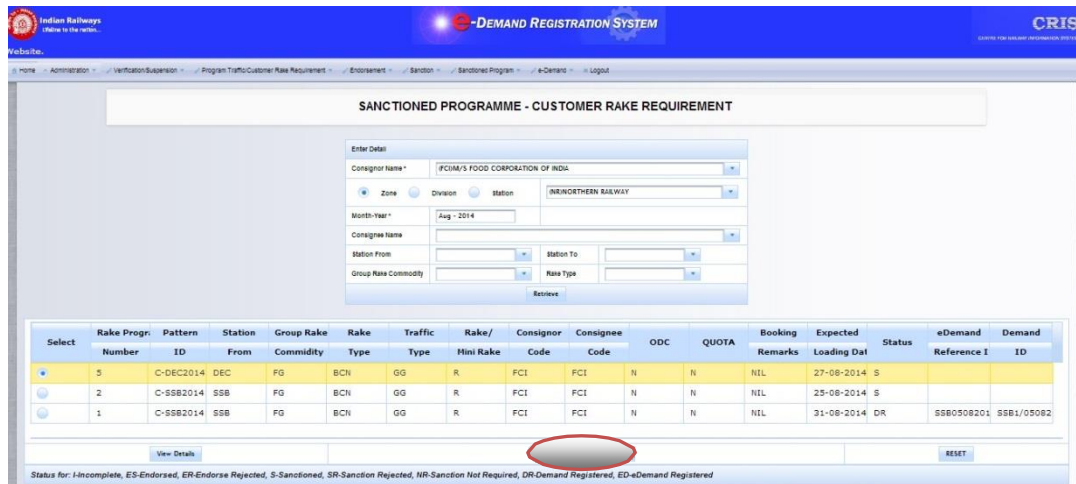 Indian Railways
Lifeline to the nation...
e-DEMAND REGISTRATION SYSTEM
CRIS
CENTRE FOR RAILWAY INFORMATION SYSTEM
Website.
Home Administration Verification/Suspension Program Traffic/Customer Rake Requirement Endorsement Sanction Sanctioned Program e-Demand Logout
SANCTIONED PROGRAMME - CUSTOMER RAKE REQUIREMENT
Enter Detail
Consignor Name * (FCI)M/S FOOD CORPORATION OF INDIA
Zone Division Station (NR)NORTHERN RAILWAY
Month-Year * Aug - 2014
Consignee Name
Station From Station To
Group Rake Commodity Rake Type
Retrieve
Select Rake Progra Pattern Station Group Rake Rake Traffic Rake/ Consignor Consignee ODC QUOTA Booking Expected Status eDemand Demand
Number ID From Commidity Type Type Mini Rake Code Code Remarks Loading Dat Reference I ID
5 C-DEC2014 DEC FG BCN GG R FCI FCI N N NIL 27-08-2014 S
2 C-SSB2014 SSB FG BCN GG R FCI FCI N N NIL 25-08-2014 S
1 C-SSB2014 SSB FG BCN GG R FCI FCI N N NIL 31-08-2014 DR SSB0508201 SSB1/05082
View Details RESET
Status for: I-Incomplete, ES-Endorsed, ER-Endorse Rejected, S-Sanctioned, SR-Sanction Rejected, NR-Sanction Not Required, DR-Demand Registered, ED-eDemand Registered